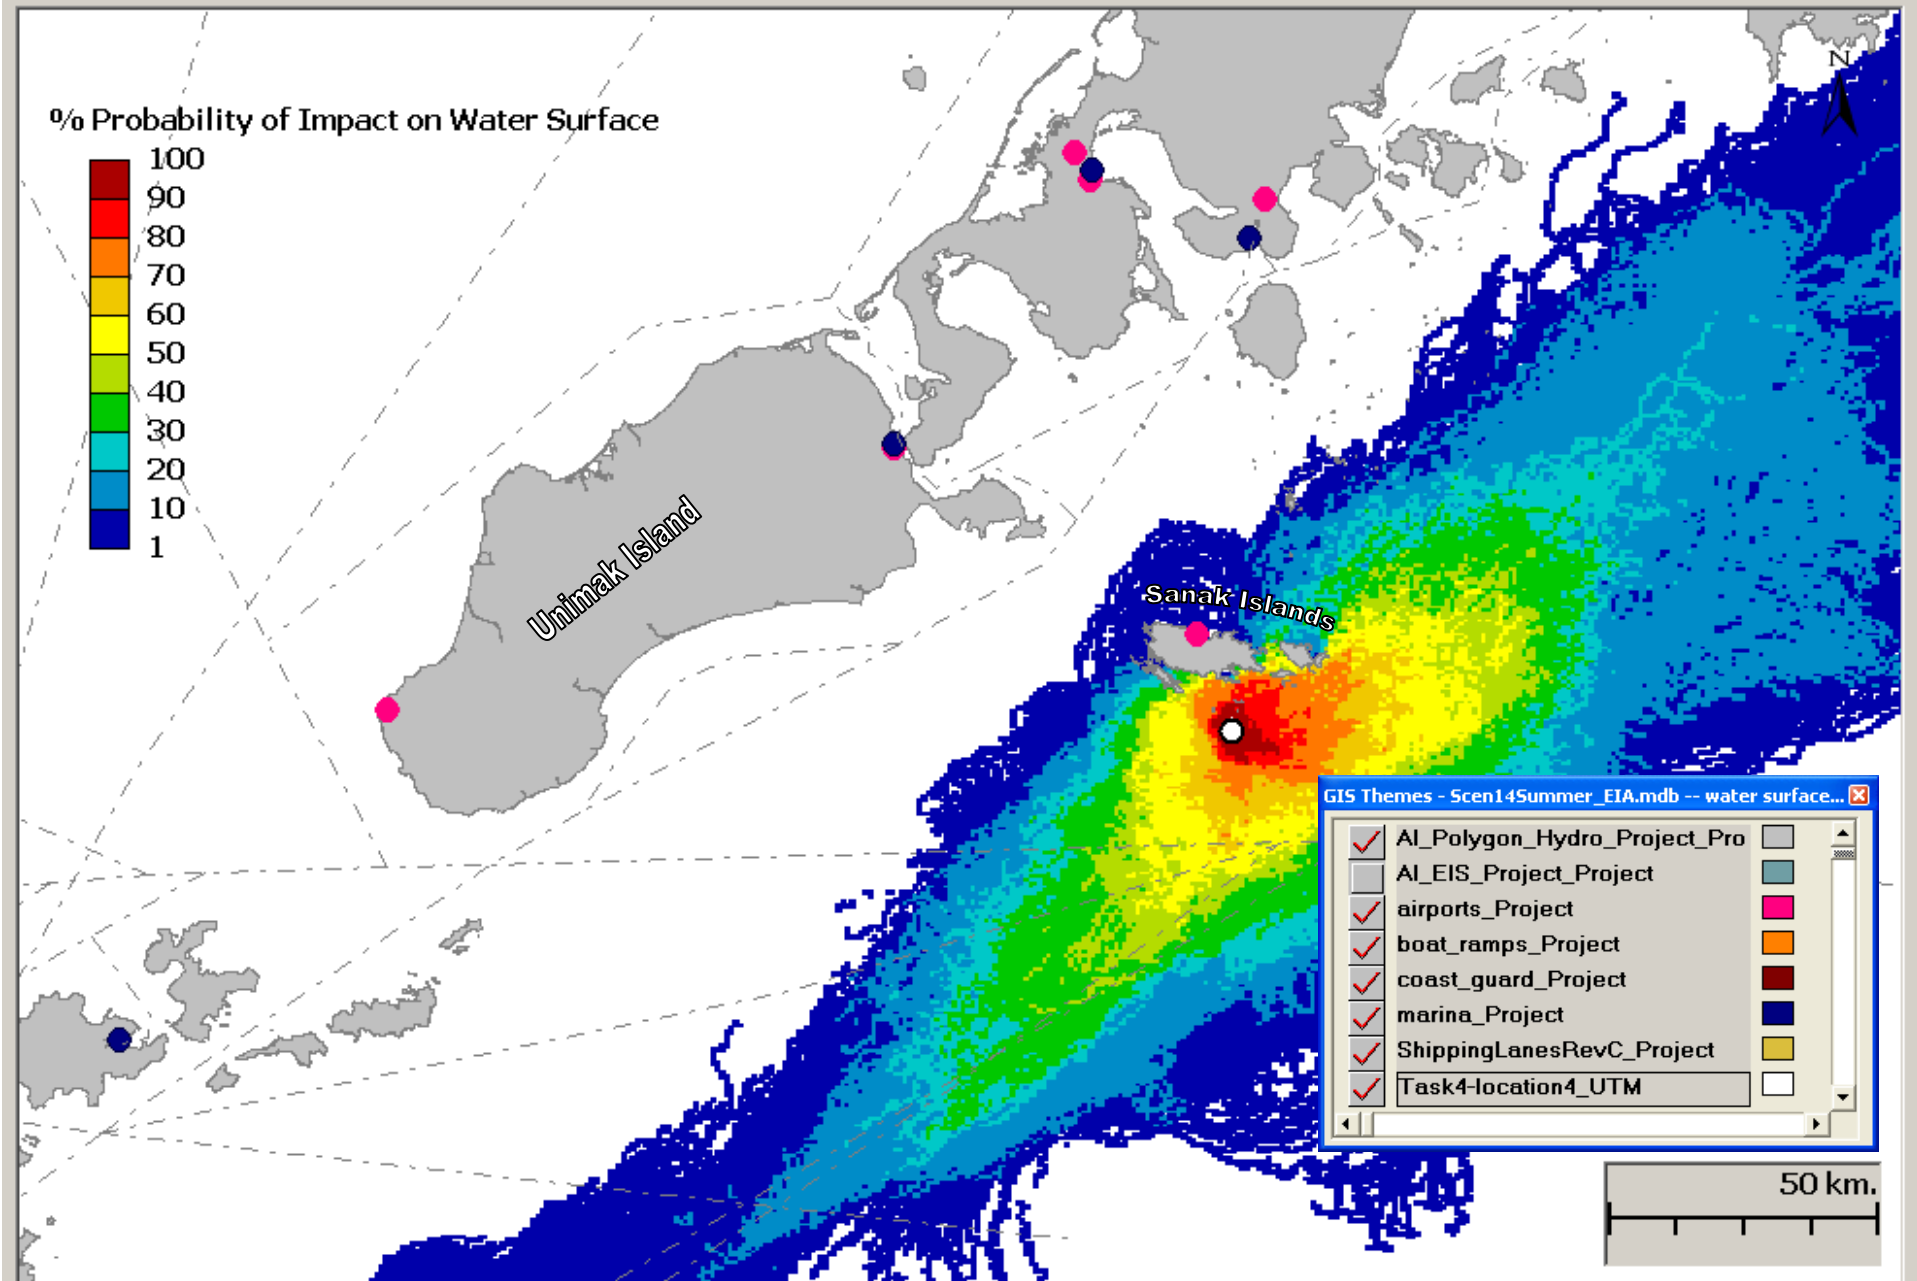 N
% Probability of Impact on Water Surface
100
90
80
70
60
50
40
30
20
10
1
Unimak Island
Sanak Islands
GIS Themes - Scen14Summer_EIA.mdb -- water surface...
AI_Polygon_Hydro_Project_Pro
AI_EIS_Project_Project
airports_Project
boat_ramps_Project
coast_guard_Project
marina_Project
ShippingLanesRevC_Project
Task4-location4_UTM
50 km.